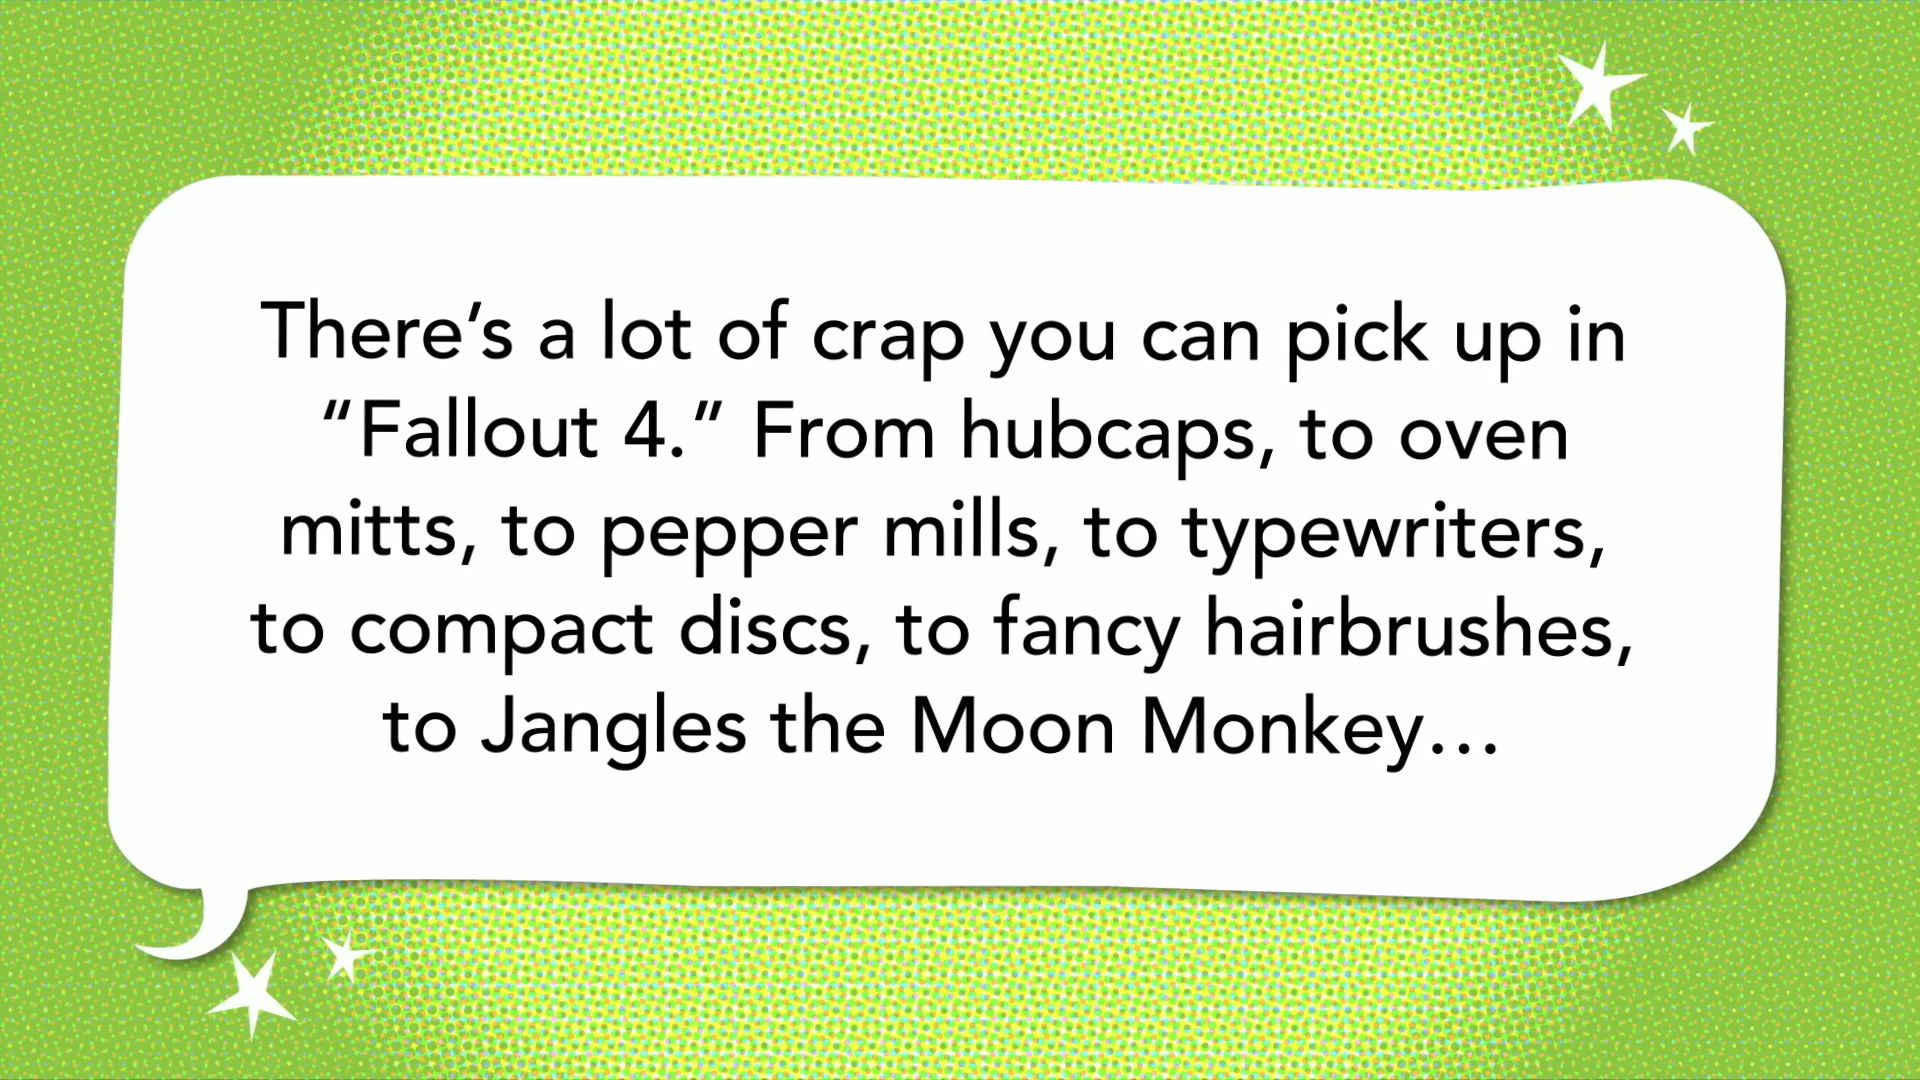 There’s a lot of crap you can pick up in
“Fallout 4.” From hubcaps, to oven
mitts, to pepper mills, to typewriters,
to compact discs, to fancy hairbrushes,
to Jangles the Moon Monkey…